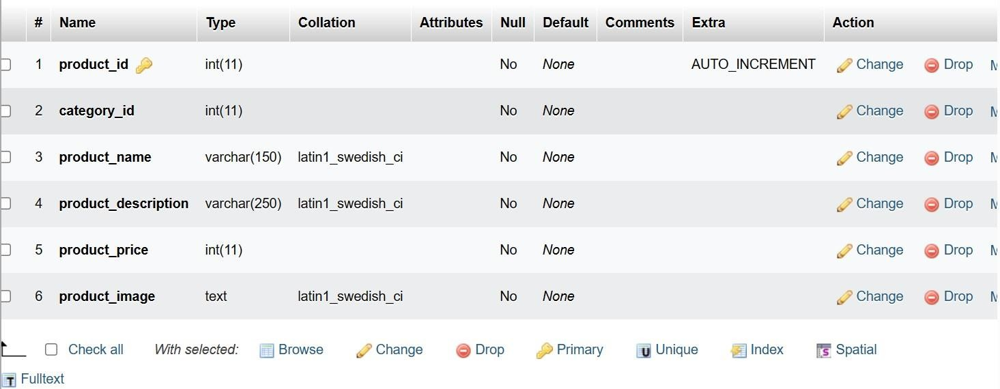 # Name Type Collation Attributes Null Default Comments Extra Action
1 product_id int(11) No None AUTO_INCREMENT Change Drop
2 category_id int(11) No None Change Drop
3 product_name varchar(150) latin1_swedish_ci No None Change Drop
4 product_description varchar(250) latin1_swedish_ci No None Change Drop
5 product_price int(11) No None Change Drop
6 product_image text latin1_swedish_ci No None Change Drop
Check all With selected: Browse Change Drop Primary Unique Index Spatial
Fulltext